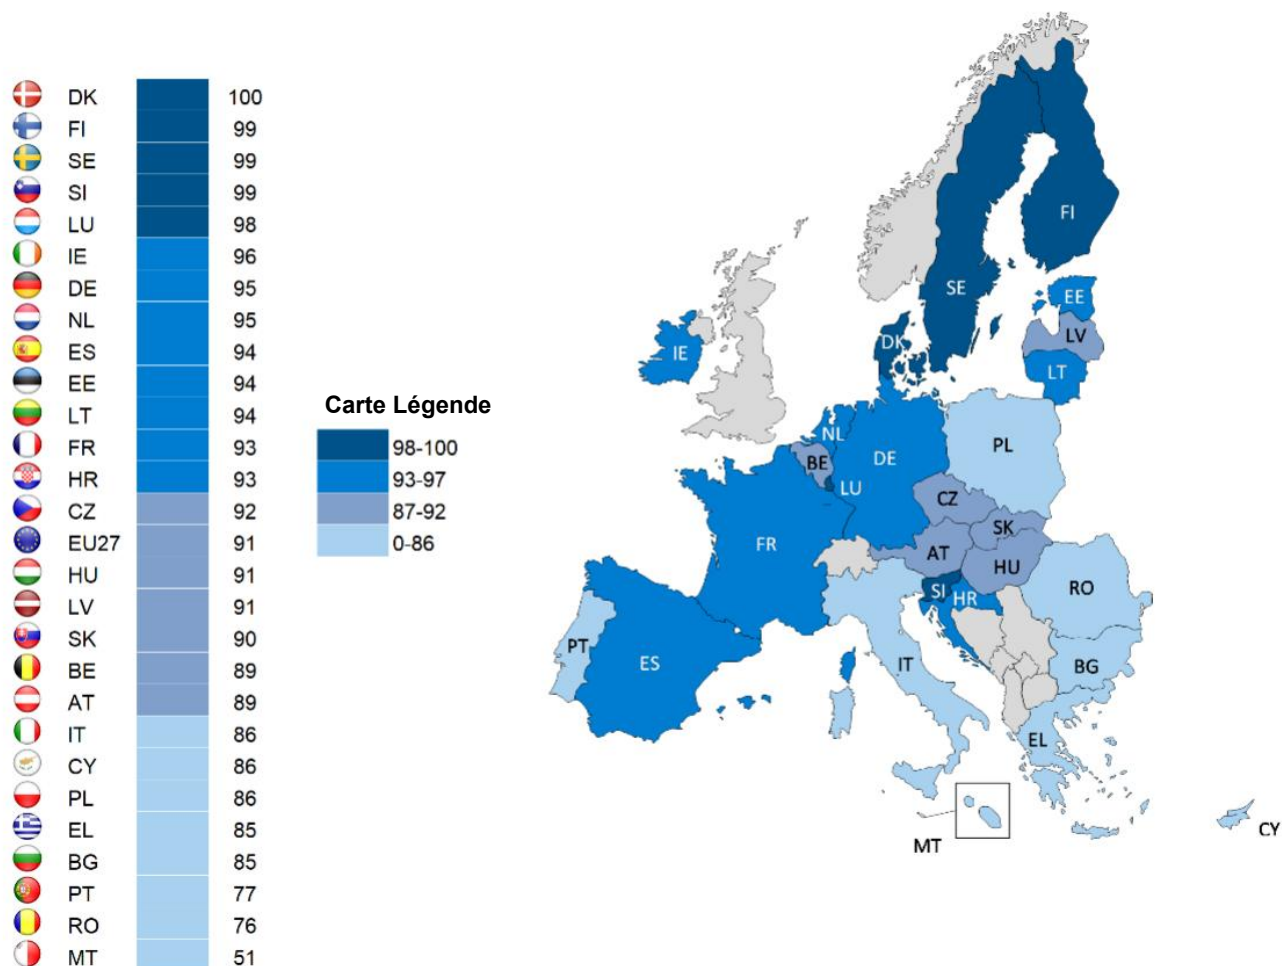 DK 100
FI 99
SE 99
SI 99
LU 98
IE 96
DE 95
NL 95
ES 94
EE 94
LT 94
FR 93
HR 93
CZ 92
EU27 91
HU 91
LV 91
SK 90
BE 89
AT 89
IT 86
CY 86
PL 86
EL 85
BG 85
PT 77
RO 76
MT 51
Carte Légende
98-100
93-97
87-92
0-86
FI
SE
EE
LV
LT
DK
IE
NL
PL
BE
DE
LU
CZ
SK
FR
AT
HU
SI
HR
RO
PT
ES
IT
BG
EL
MT
CY